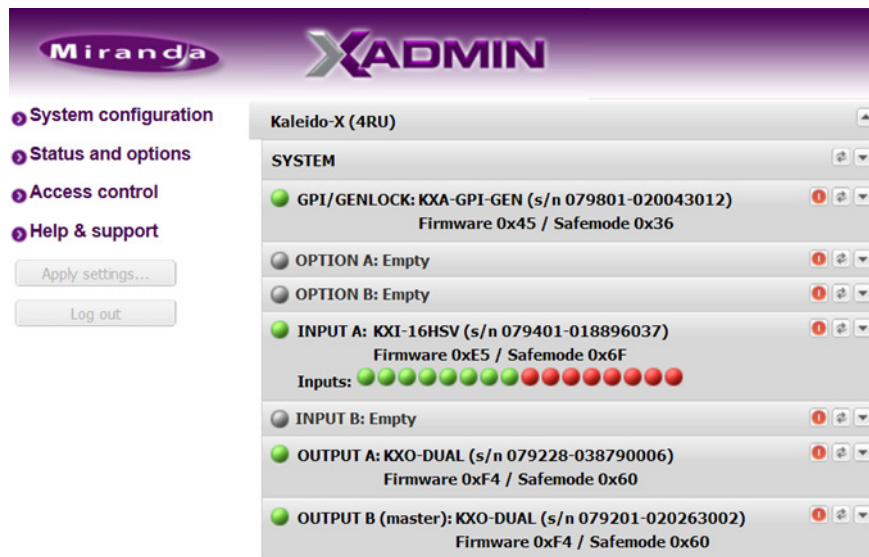 Miranda
XADMIN
System configuration
Status and options
Access control
Help & support
Apply settings...
Log out
Kaleido-X (4RU)
SYSTEM
GPI/GENLOCK: KXA-GPI-GEN (s/n 079801-020043012)
Firmware 0x45 / Safemode 0x36
OPTION A: Empty
OPTION B: Empty
INPUT A: KXI-16HSV (s/n 079401-018896037)
Firmware 0xE5 / Safemode 0x6F
Inputs:
INPUT B: Empty
OUTPUT A: KXO-DUAL (s/n 079228-038790006)
Firmware 0xF4 / Safemode 0x60
OUTPUT B (master): KXO-DUAL (s/n 079201-020263002)
Firmware 0xF4 / Safemode 0x60